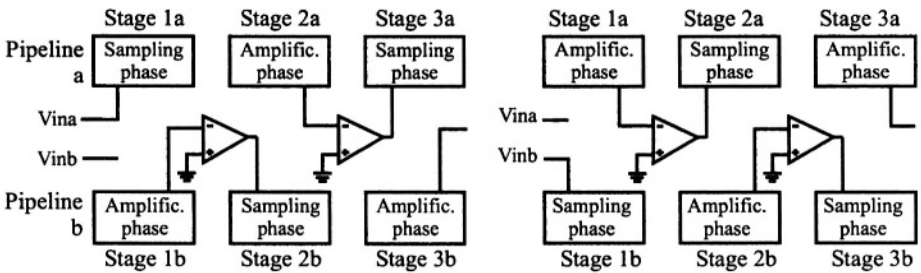 Stage 1a Stage 2a Stage 3a Stage 1a Stage 2a Stage 3a
Pipeline a
Sampling phase
Amplific. phase
Sampling phase
Amplific. phase
Sampling phase
Amplific. phase
Vina
Vinb
- +
- +
Vina
Vinb
- +
- +
Pipeline b
Amplific. phase
Sampling phase
Amplific. phase
Sampling phase
Amplific. phase
Sampling phase
Stage 1b Stage 2b Stage 3b Stage 1b Stage 2b Stage 3b